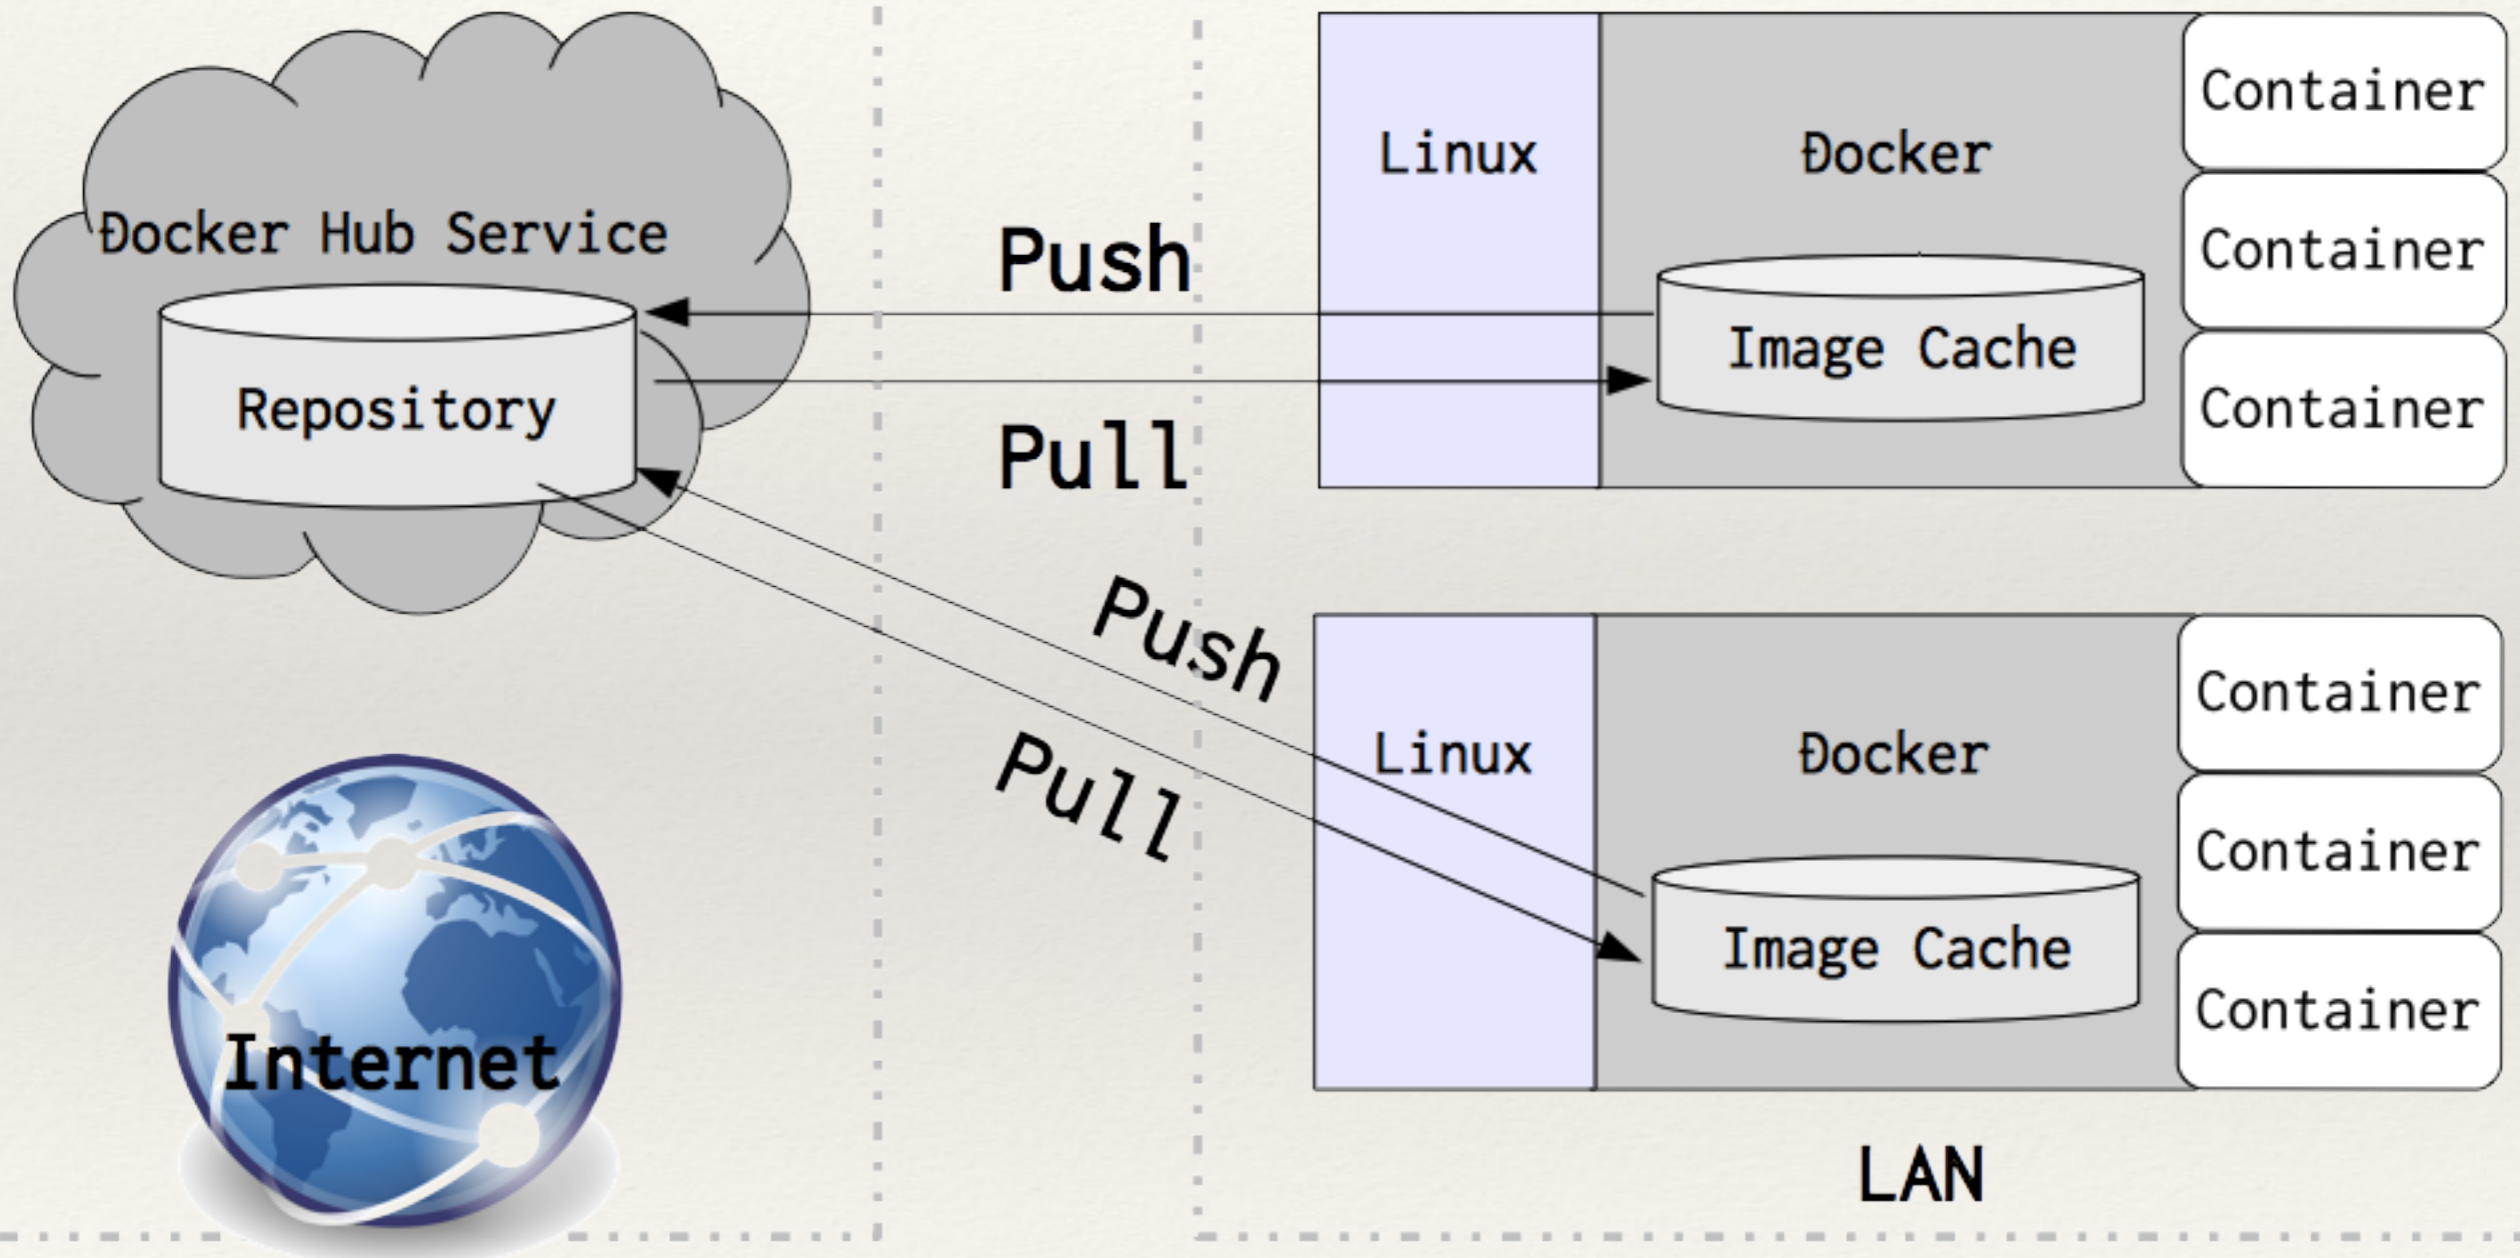 Đocker Hub Service
Repository
Internet
Push
Pull
Push
Pull
Linux
Đocker
Image Cache
Container
Container
Container
Linux
Đocker
Image Cache
Container
Container
Container
LAN